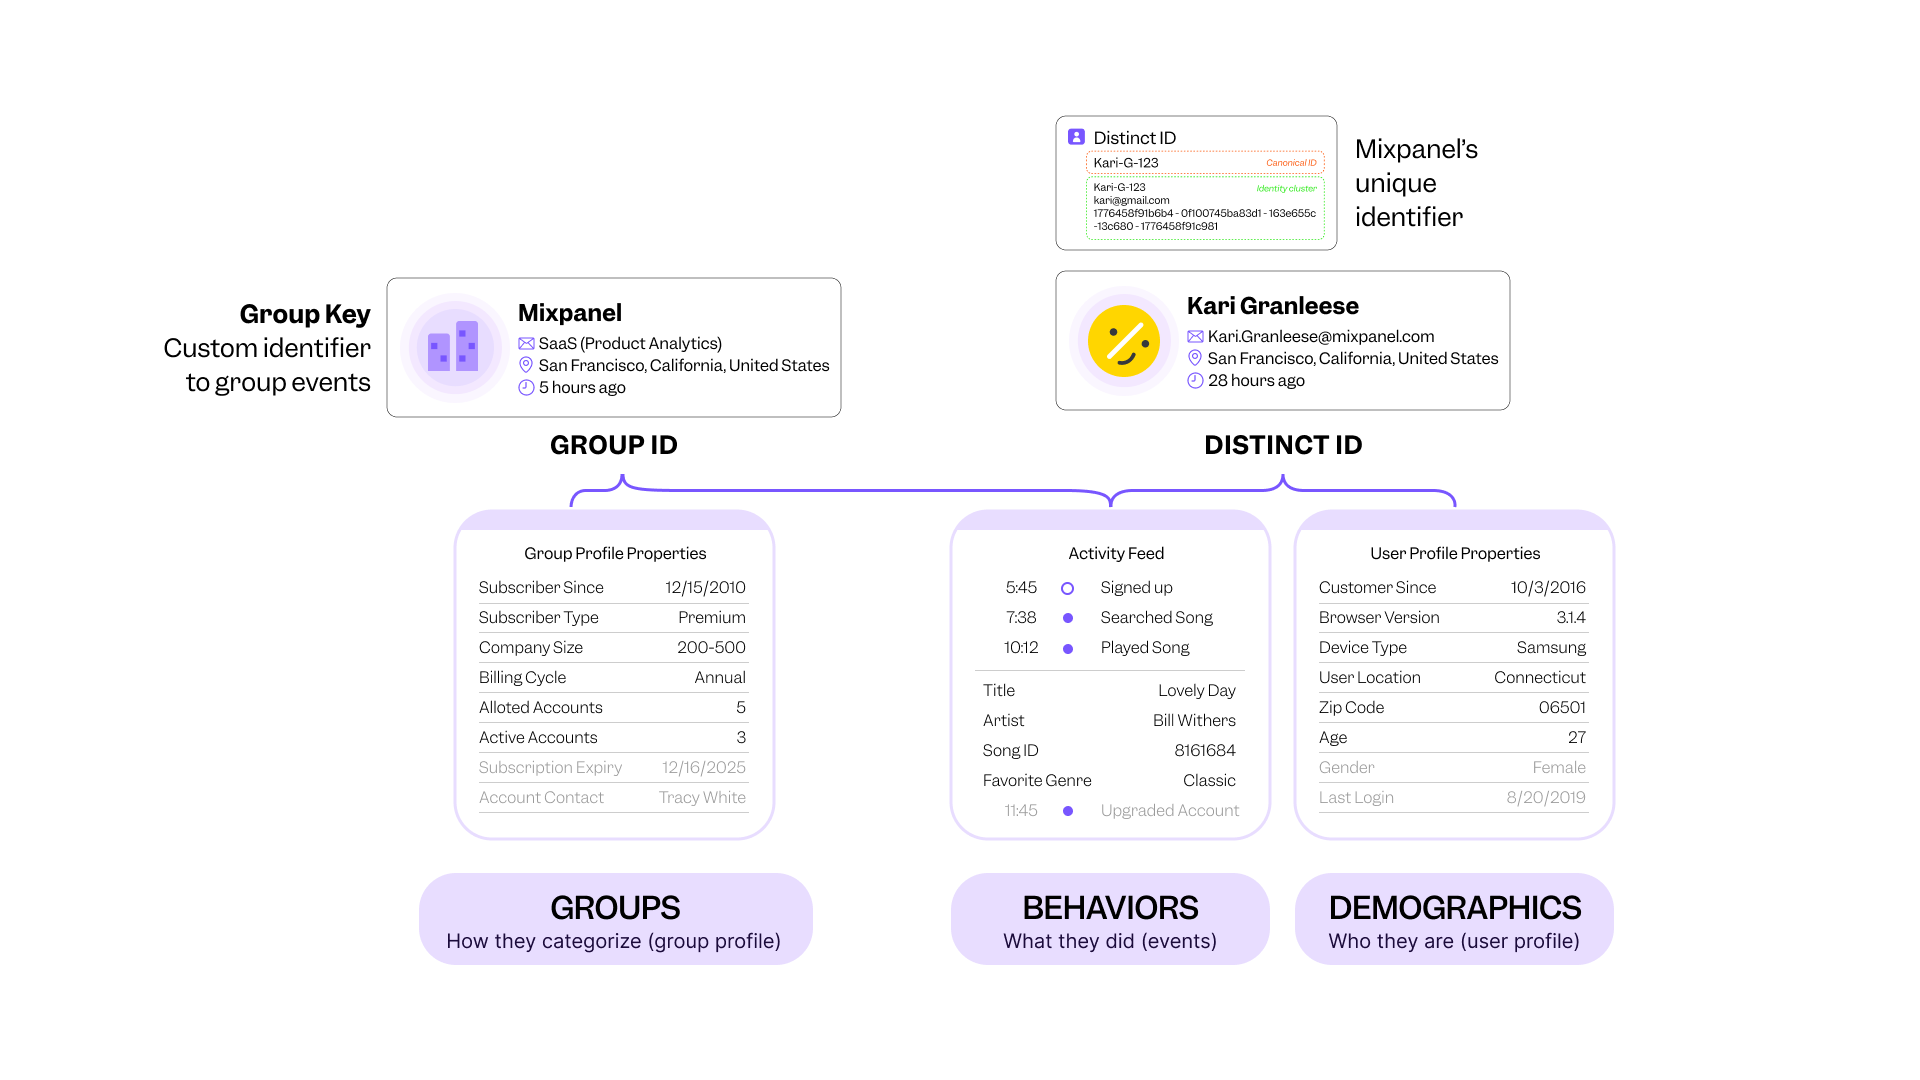 Distinct ID
Kari-G-123 Canonical ID
Kari-G-123 Identity cluster
kari@gmail.com
1776458f91b6b4 - 0f100745ba83d1 - 163e655c
-13c680 - 1776458f91c981
Mixpanel's
unique
identifier
Group Key
Custom identifier
to group events
Mixpanel
SaaS (Product Analytics)
San Francisco, California, United States
5 hours ago
Kari Granleese
Kari.Granleese@mixpanel.com
San Francisco, California, United States
28 hours ago
GROUP ID
DISTINCT ID
Group Profile Properties
Subscriber Since 12/15/2010
Subscriber Type Premium
Company Size 200-500
Billing Cycle Annual
Alloted Accounts 5
Active Accounts 3
Subscription Expiry 12/16/2025
Account Contact Tracy White
Activity Feed
5:45 Signed up
7:38 Searched Song
10:12 Played Song
Title Lovely Day
Artist Bill Withers
Song ID 8161684
Favorite Genre Classic
11:45 Upgraded Account
User Profile Properties
Customer Since 10/3/2016
Browser Version 3.1.4
Device Type Samsung
User Location Connecticut
Zip Code 06501
Age 27
Gender Female
Last Login 8/20/2019
GROUPS
How they categorize (group profile)
BEHAVIORS
What they did (events)
DEMOGRAPHICS
Who they are (user profile)